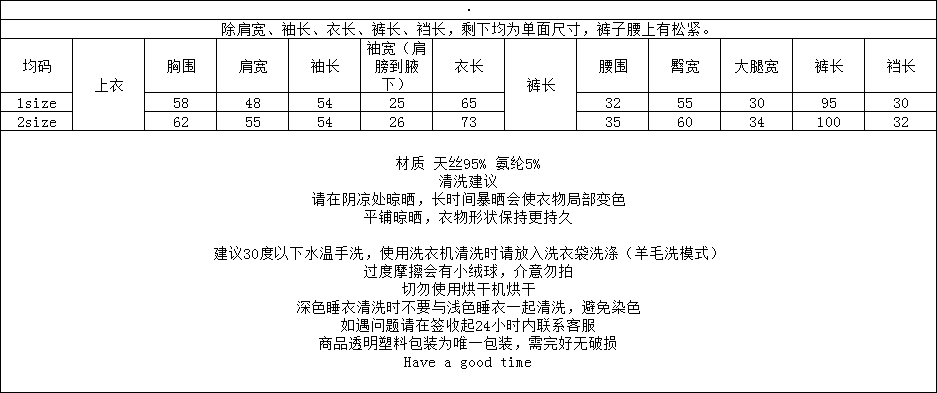 .
除肩宽、袖长、衣长、裤长、裆长，剩下均为单面尺寸，裤子腰上有松紧。
均码 上衣 胸围 肩宽 袖长 袖宽（肩膀到腋下） 衣长 裤长 腰围 臀宽 大腿宽 裤长 裆长
1size 58 48 54 25 65 32 55 30 95 30
2size 62 55 54 26 73 35 60 34 100 32
材质 天丝95% 氨纶5%
清洗建议
请在阴凉处晾晒，长时间暴晒会使衣物局部变色
平铺晾晒，衣物形状保持更持久
建议30度以下水温手洗，使用洗衣机清洗时请放入洗衣袋洗涤（羊毛洗模式）
过度摩擦会有小绒球，介意勿拍
切勿使用烘干机烘干
深色睡衣清洗时不要与浅色睡衣一起清洗，避免染色
如遇问题请在签收起24小时内联系客服
商品透明塑料包装为唯一包装，需完好无破损
Have a good time